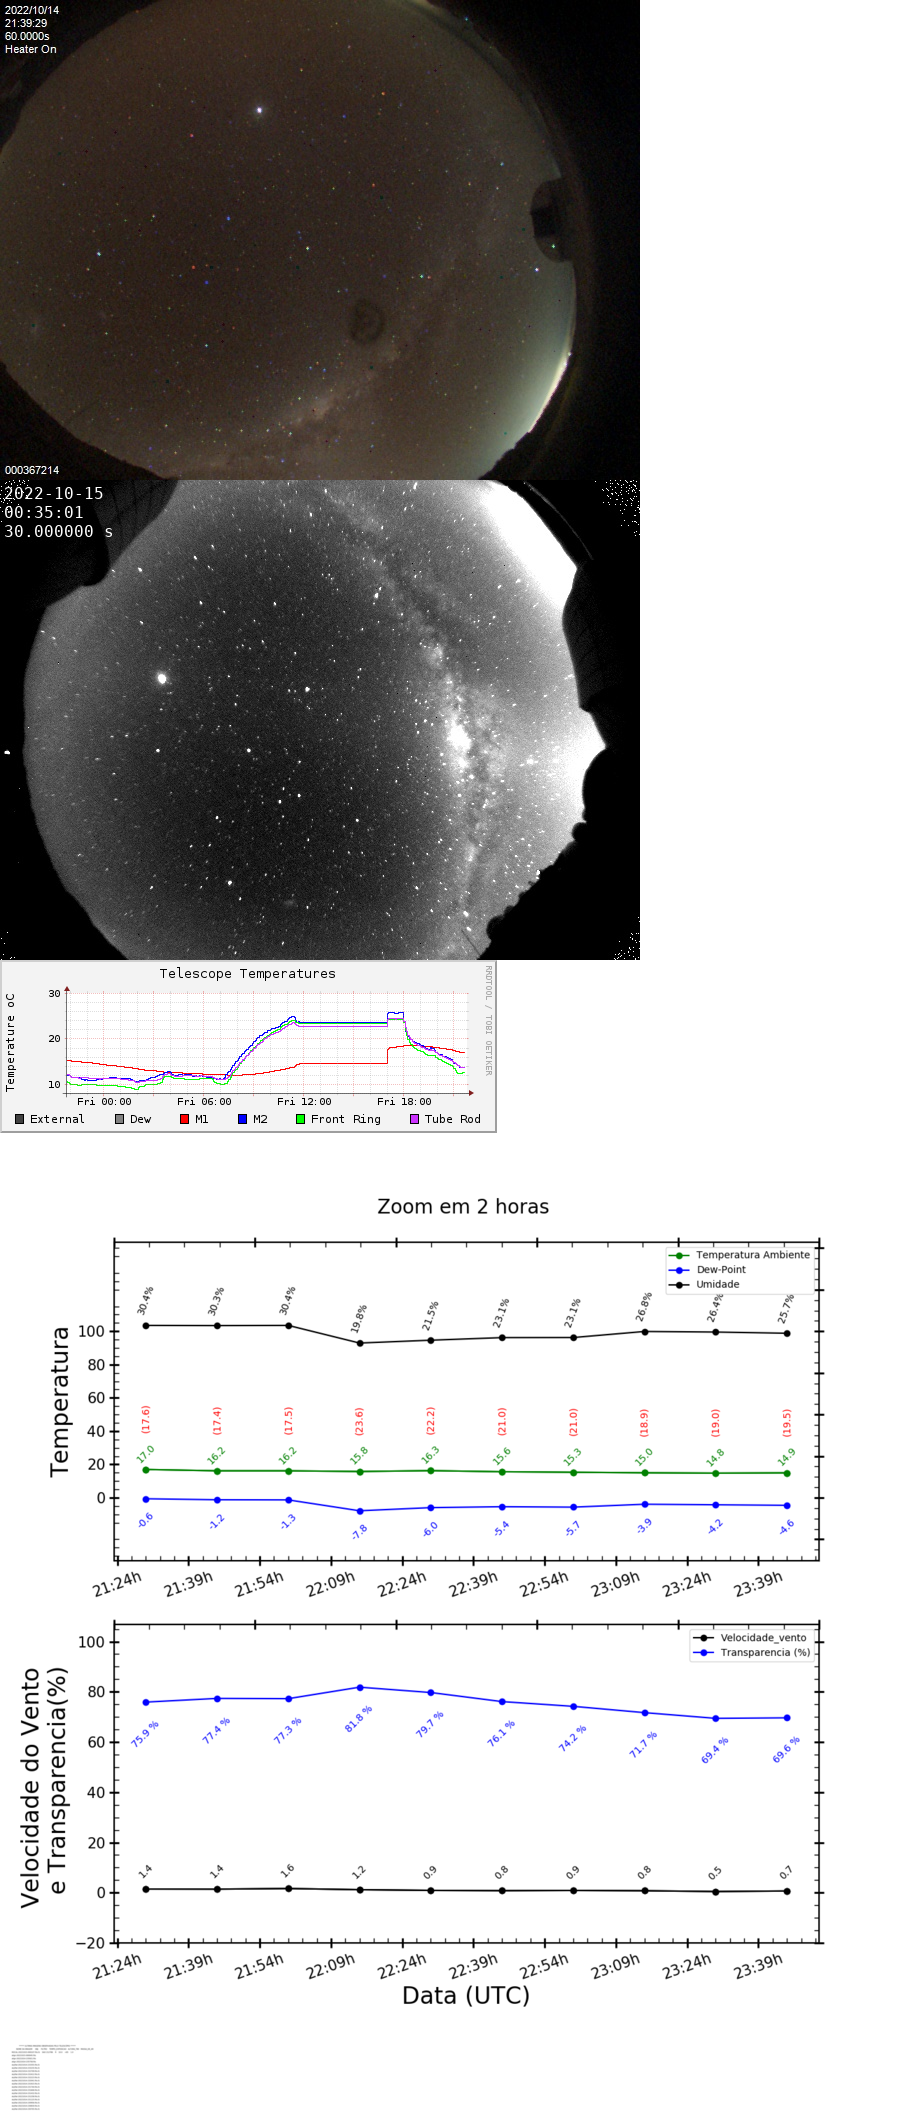 2022/10/14
21:39:29
60.0000s
Heater On
000367214
2022-10-15
00:35:01
30.000000 s
Telescope Temperatures
RRDTOOL / TOBI OETIKER
Temperature oC
30
20
10
Fri 00:00 Fri 06:00 Fri 12:00 Fri 18:00
External Dew M1 M2 Front Ring Tube Rod
Zoom em 2 horas
Temperatura Ambiente
Dew-Point
Umidade
Temperatura
100
80
60
40
20
0
30.4% 30.3% 30.4% 19.8% 21.5% 23.1% 23.1% 26.8% 26.4% 25.7%
(17.6) (17.4) (17.5) (23.6) (22.2) (21.0) (21.0) (18.9) (19.0) (19.5)
17.0 16.2 16.2 15.8 16.3 15.6 15.3 15.0 14.8 14.9
-0.6 -1.2 -1.3 -7.8 -6.0 -5.4 -5.7 -3.9 -4.2 -4.6
21:24h 21:39h 21:54h 22:09h 22:24h 22:39h 22:54h 23:09h 23:24h 23:39h
Velocidade_vento
Transparencia (%)
Velocidade do Vento
e Transparencia(%)
100
80
60
40
20
0
−20
75.9 % 77.4 % 77.3 % 81.8 % 79.7 % 76.1 % 74.2 % 71.7 % 69.4 % 69.6 %
1.4 1.4 1.6 1.2 0.9 0.8 0.9 0.8 0.5 0.7
21:24h 21:39h 21:54h 22:09h 22:24h 22:39h 22:54h 23:09h 23:24h 23:39h
Data (UTC)